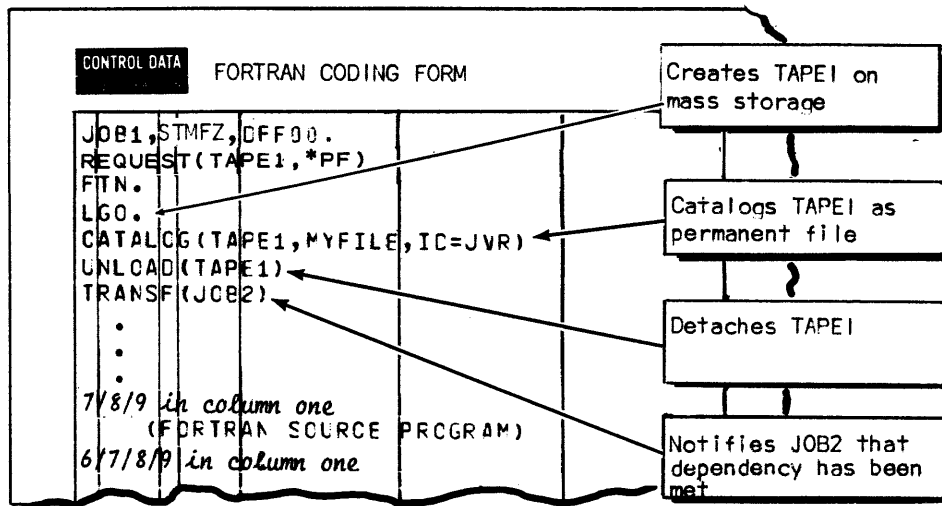 CONTROL DATA
FORTRAN CODING FORM
JOB1,STMFZ,DFF00.
REQUEST(TAPE1,*PF)
FTN.
LGO.
CATALOG(TAPE1,MYFILE,ID=JVR)
UNLOAD(TAPE1)
TRANSF(JOB2)
.
.
.
7/8/9 in column one
(FORTRAN SOURCE PROGRAM)
6/7/8/9 in column one
Creates TAPE1 on
mass storage
Catalogs TAPE1 as
permanent file
Detaches TAPE1
Notifies JOB2 that
dependency has been
met